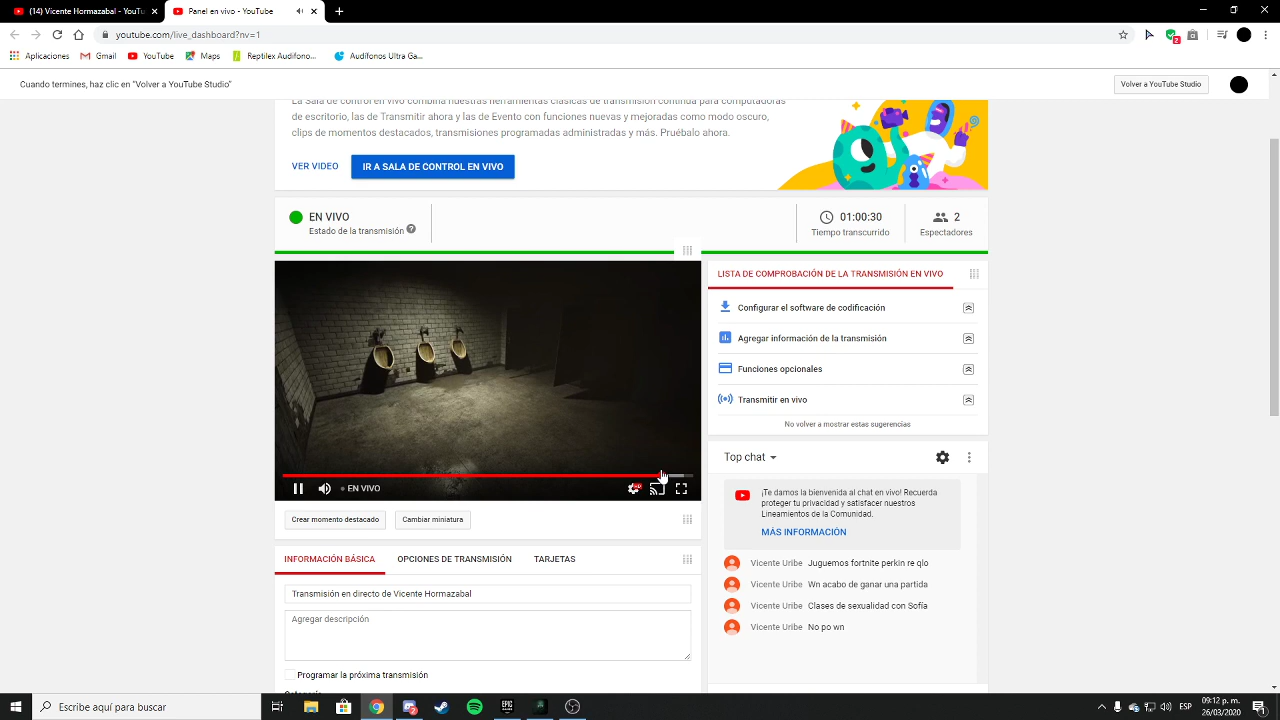 (14) Vicente Hormazabal - YouTu
Panel en vivo - YouTube
youtube.com/live_dashboard?nv=1
2
Aplicaciones
Gmail
YouTube
Maps
Reptilex Audifono...
Audífonos Ultra Ga...
Cuando termines, haz clic en "Volver a YouTube Studio"
Volver a YouTube Studio
La Sala de control en vivo combina nuestras herramientas clásicas de transmisión continua para computadoras
de escritorio, las de Transmitir ahora y las de Evento con funciones nuevas y mejoradas como modo oscuro,
clips de momentos destacados, transmisiones programadas administradas y más. Pruébalo ahora.
VER VIDEO
IR A SALA DE CONTROL EN VIVO
EN VIVO
Estado de la transmisión ?
01:00:30
Tiempo transcurrido
2
Espectadores
EN VIVO
HD
Crear momento destacado
Cambiar miniatura
INFORMACIÓN BÁSICA
OPCIONES DE TRANSMISIÓN
TARJETAS
Transmisión en directo de Vicente Hormazabal
Agregar descripción
Programar la próxima transmisión
LISTA DE COMPROBACIÓN DE LA TRANSMISIÓN EN VIVO
Configurar el software de codificación
Agregar información de la transmisión
Funciones opcionales
Transmitir en vivo
No volver a mostrar estas sugerencias
Top chat
¡Te damos la bienvenida al chat en vivo! Recuerda
proteger tu privacidad y satisfacer nuestros
Lineamientos de la Comunidad.
MÁS INFORMACIÓN
Vicente Uribe Juguemos fortnite perkin re qlo
Vicente Uribe Wn acabo de ganar una partida
Vicente Uribe Clases de sexualidad con Sofía
Vicente Uribe No po wn
Escribe aquí para buscar
EPIC
ESP
09:12 p. m.
26/03/2020